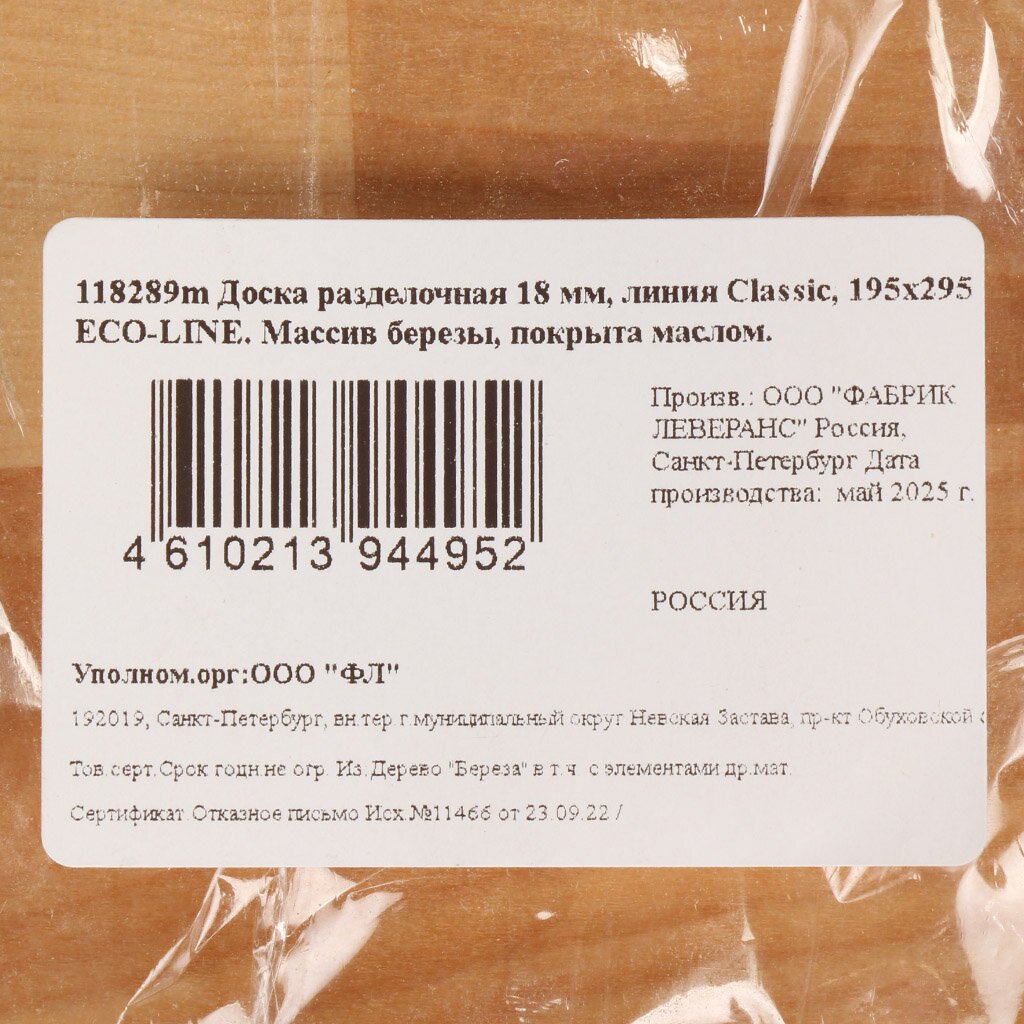 118289m Доска разделочная 18 мм, линия Classic, 195x295
ECO-LINE. Массив березы, покрыта маслом.
Произв.: ООО "ФАБРИК
ЛЕВЕРАНС" Россия,
Санкт-Петербург Дата
производства: май 2025 г.
4 610213 944952
РОССИЯ
Уполном.орг:ООО "ФЛ"
192019, Санкт-Петербург, вн.тер.г.муниципальный округ Невская Застава, пр-кт Обуховской
Тов.серт.Срок годн.не огр. Из Дерево "Береза" в т.ч. с элементами др.мат.
Сертификат.Отказное письмо Исх.№11466 от 23.09.22 /